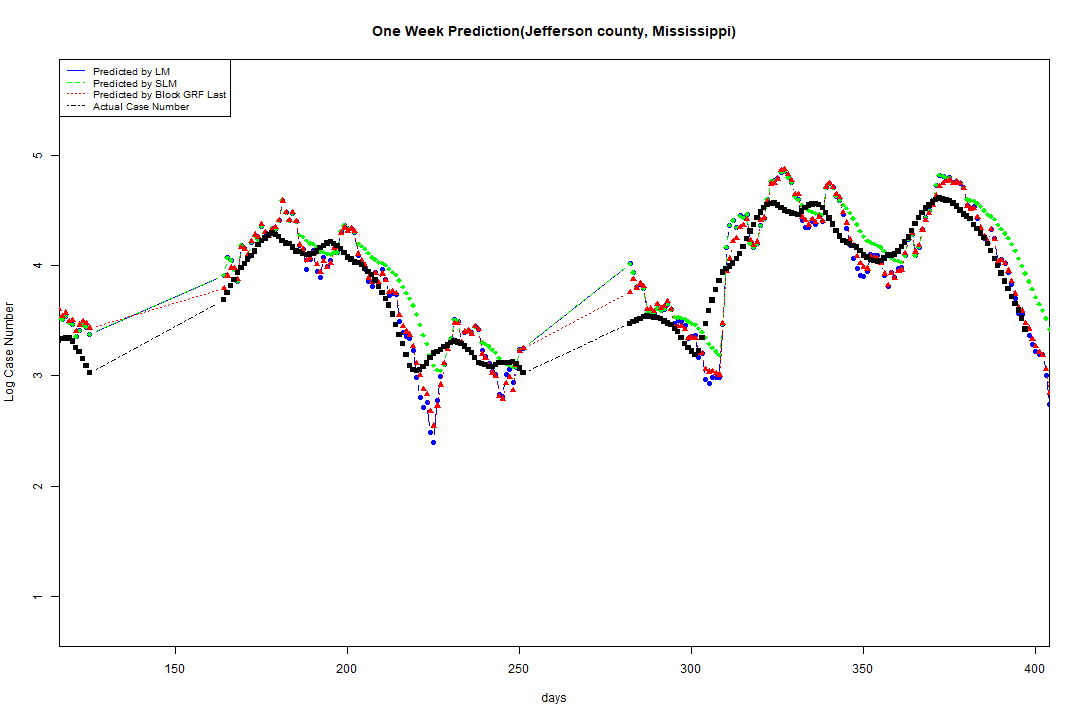 One Week Prediction(Jefferson county, Mississippi)
Predicted by LM
Predicted by SLM
Predicted by Block GRF Last
Actual Case Number
5
4
3
2
1
Log Case Number
150 200 250 300 350 400
days